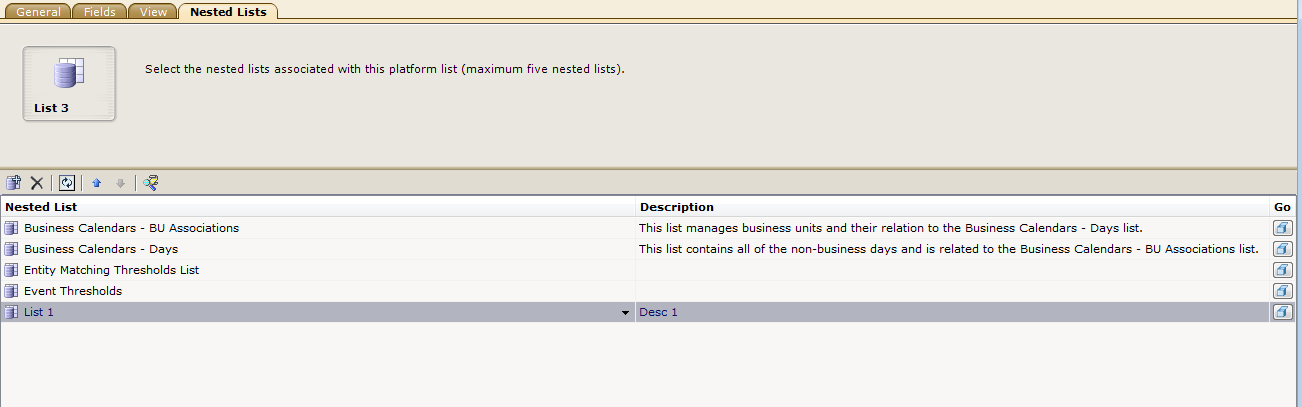 General Fields View Nested Lists
Select the nested lists associated with this platform list (maximum five nested lists).
List 3
Nested List Description Go
Business Calendars - BU Associations This list manages business units and their relation to the Business Calendars - Days list.
Business Calendars - Days This list contains all of the non-business days and is related to the Business Calendars - BU Associations list.
Entity Matching Thresholds List
Event Thresholds
List 1 Desc 1